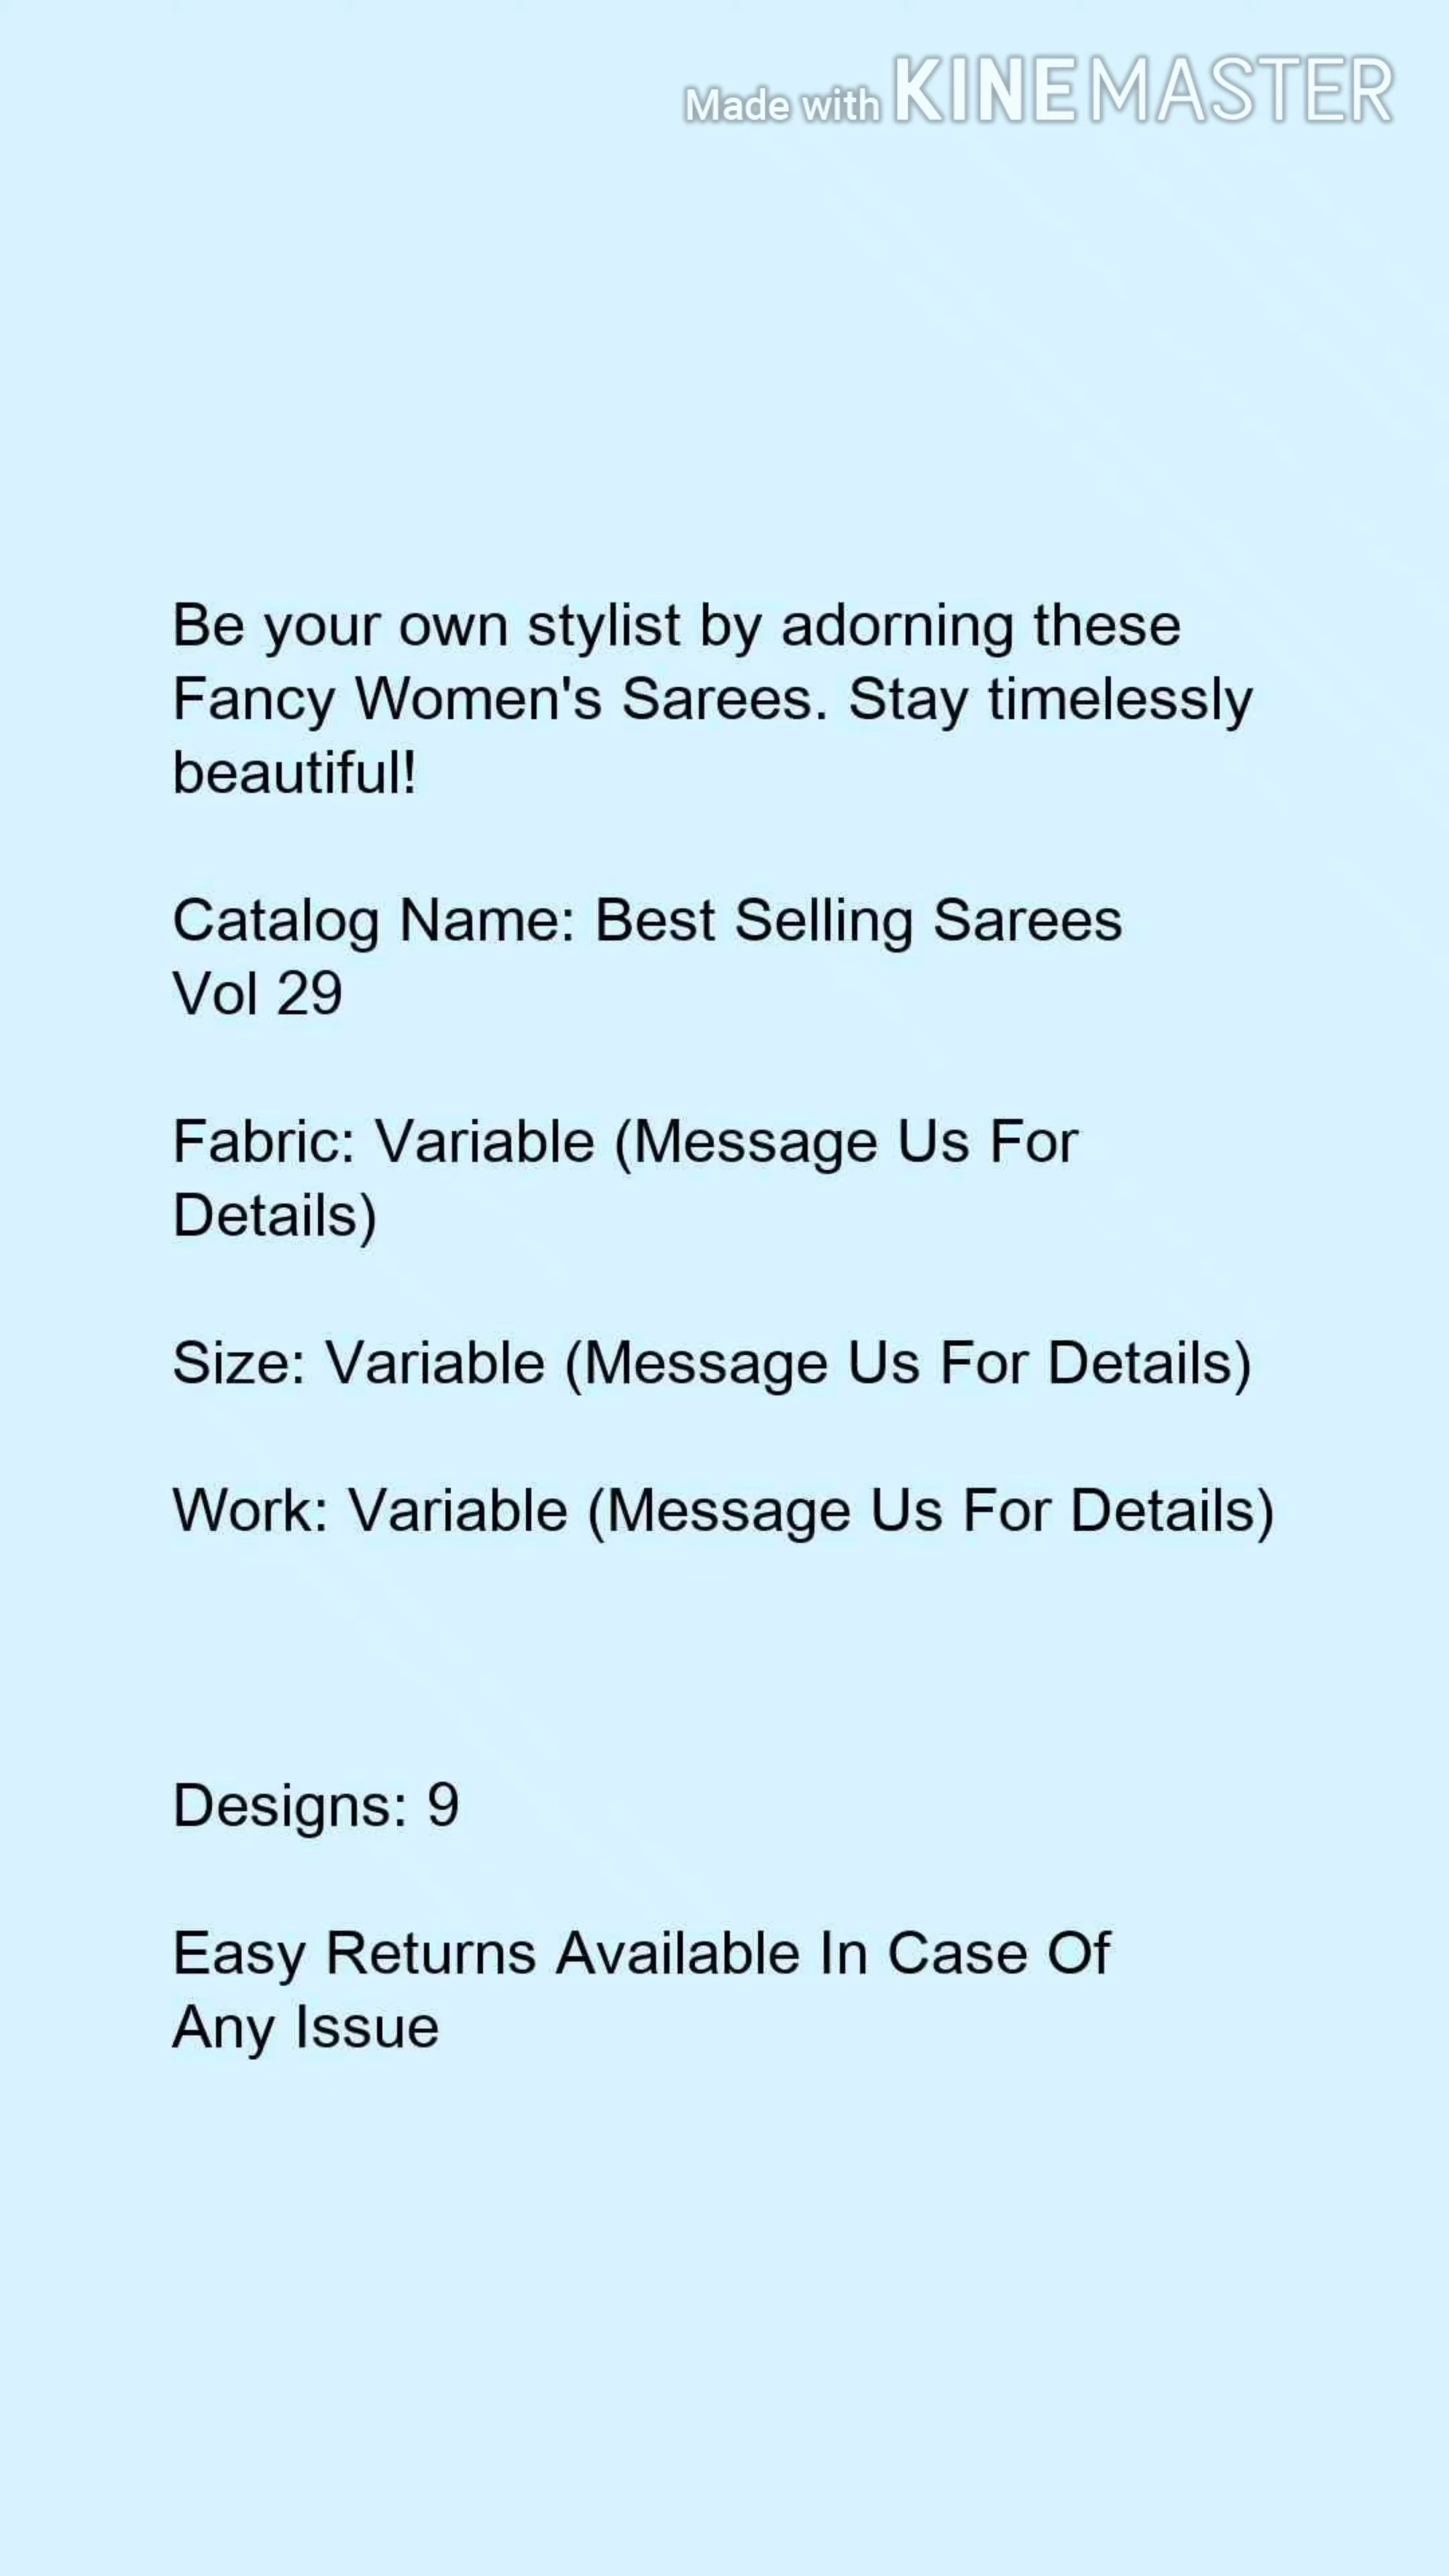 Made with KINEMASTER
Be your own stylist by adorning these
Fancy Women's Sarees. Stay timelessly
beautiful!
Catalog Name: Best Selling Sarees
Vol 29
Fabric: Variable (Message Us For
Details)
Size: Variable (Message Us For Details)
Work: Variable (Message Us For Details)
Designs: 9
Easy Returns Available In Case Of
Any Issue